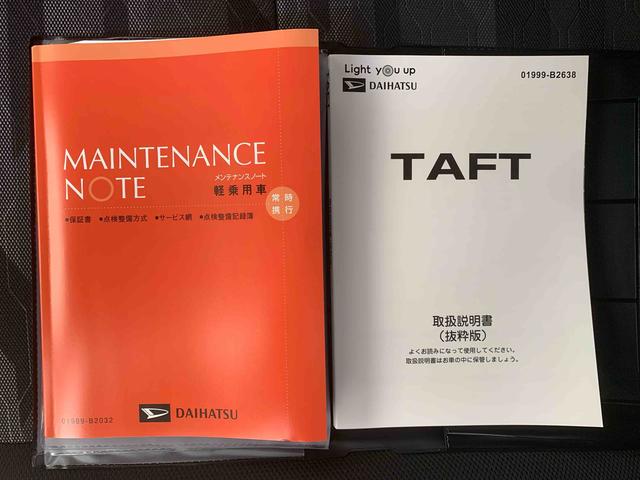 MAINTENANCE
NOTE
メンテナンスノート
軽乗用車
常時
携行
●保証書 ●点検整備方式 ●サービス網 ●点検整備記録簿
01999-B2032
DAIHATSU
Light you up
DAIHATSU
01999-B2638
TAFT
取扱説明書
(抜粋版)
よくお読みになって使用してください。
取扱説明書はお車の中に保管しましょう。